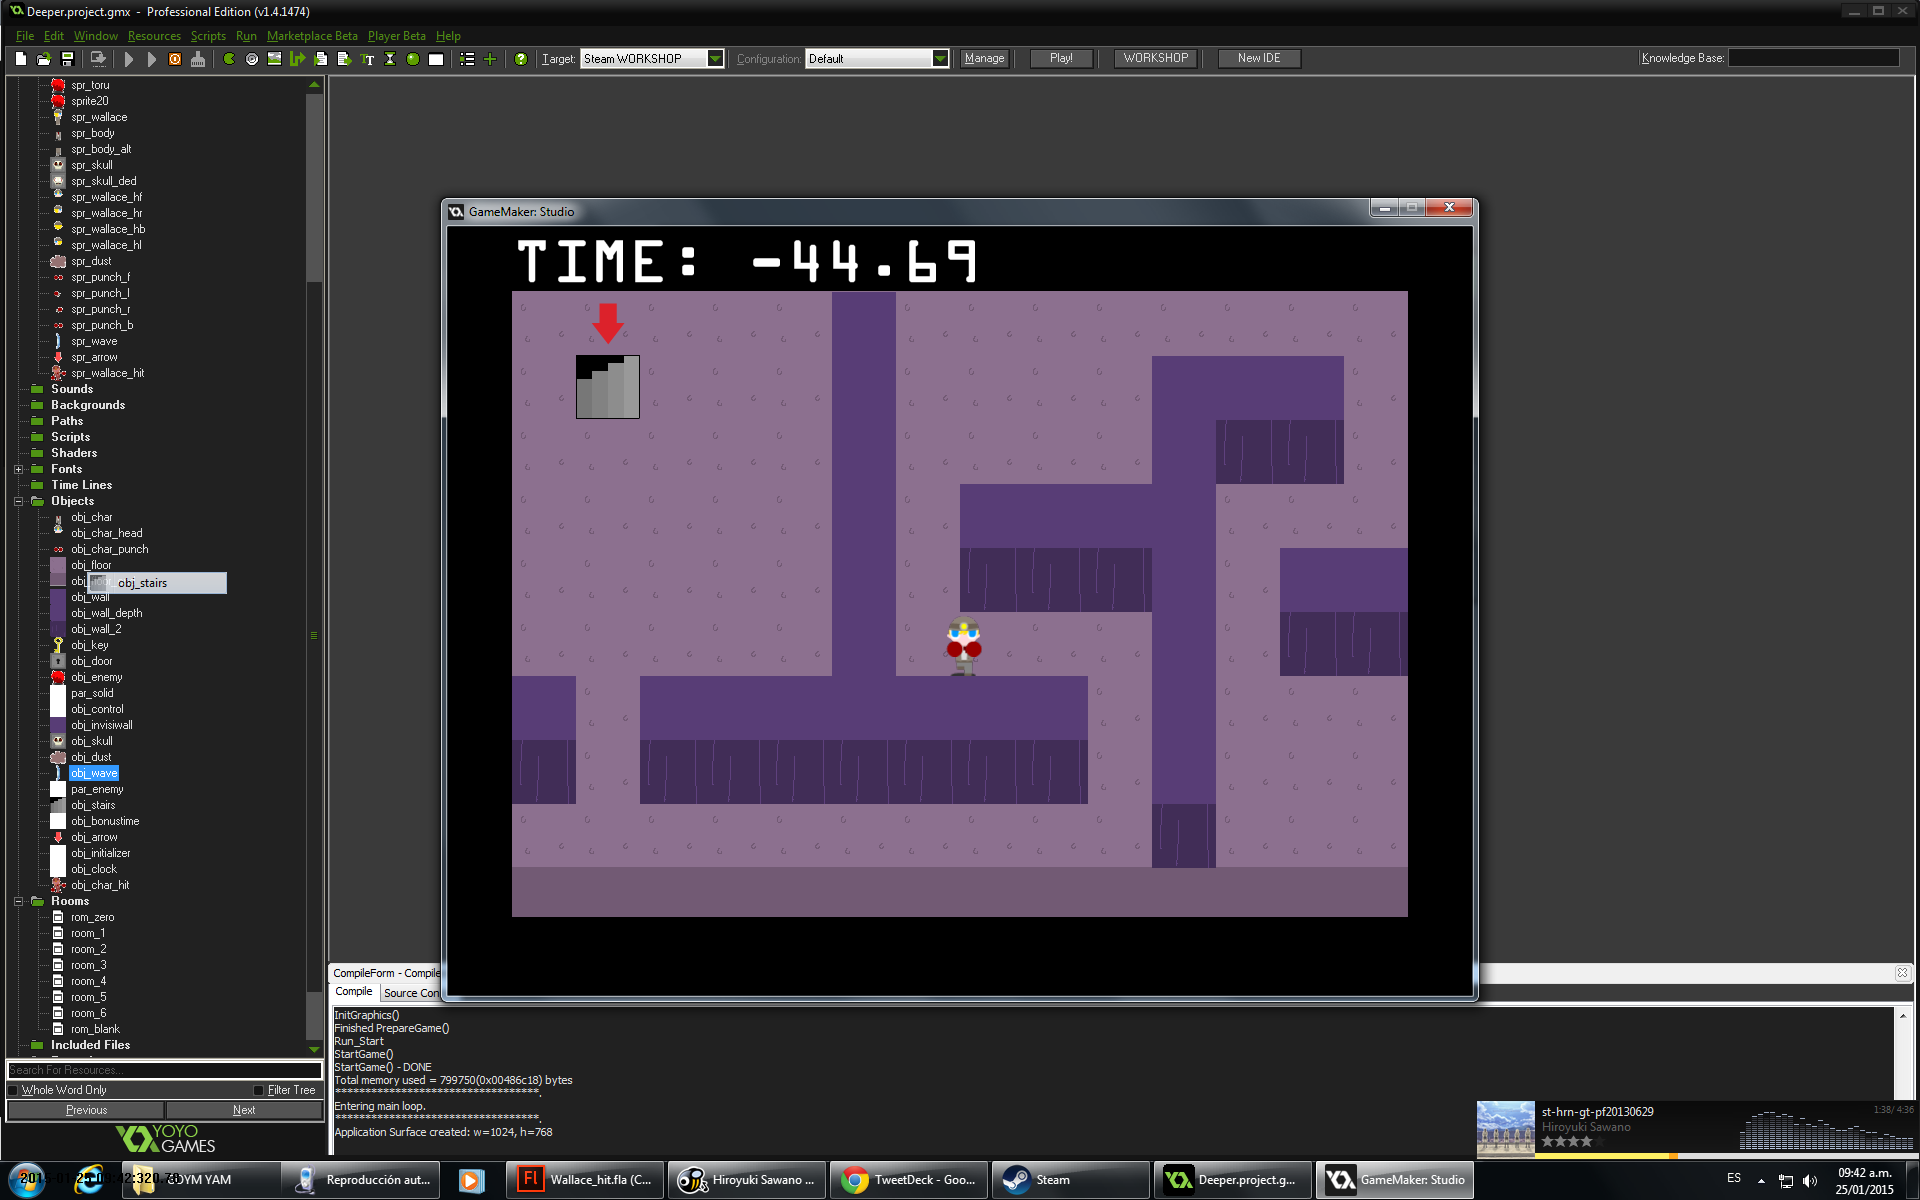 Deeper.project.gmx - Professional Edition (v1.4.1474)
File Edit Window Resources Scripts Run Marketplace Beta Player Beta Help
Target: Steam WORKSHOP Configuration: Default Manage Play! WORKSHOP New IDE Knowledge Base:
spr_toru
sprite20
spr_wallace
spr_body
spr_body_alt
spr_skull
spr_skull_ded
spr_wallace_hf
spr_wallace_hr
spr_wallace_hb
spr_wallace_hl
spr_dust
spr_punch_f
spr_punch_l
spr_punch_r
spr_punch_b
spr_wave
spr_arrow
spr_wallace_hit
Sounds
Backgrounds
Paths
Scripts
Shaders
Fonts
Time Lines
Objects
obj_char
obj_char_head
obj_char_punch
obj_floor
obj_stairs
obj_wall
obj_wall_depth
obj_wall_2
obj_key
obj_door
obj_enemy
par_solid
obj_control
obj_invisiwall
obj_skull
obj_dust
obj_wave
par_enemy
obj_stairs
obj_bonustime
obj_arrow
obj_initializer
obj_clock
obj_char_hit
Rooms
rom_zero
room_1
room_2
room_3
room_4
room_5
room_6
rom_blank
Included Files
Search For Resources...
Whole Word Only Filter Tree
Previous Next
YOYO
GAMES
GameMaker: Studio
TIME: -44.69
CompileForm - Compile
Compile Source Con
InitGraphics()
Finished PrepareGame()
Run_Start
StartGame()
StartGame() - DONE
Total memory used = 799750(0x00486c18) bytes
***********************************.
Entering main loop.
***********************************.
Application Surface created: w=1024, h=768
st-hrn-gt-pf20130629 1:38/ 4:36
Hiroyuki Sawano
YAM Reproducción aut... Wallace_hit.fla (C... Hiroyuki Sawano ... TweetDeck - Goo... Steam Deeper.project.g... GameMaker: Studio ES 09:42 a.m.
25/01/2015